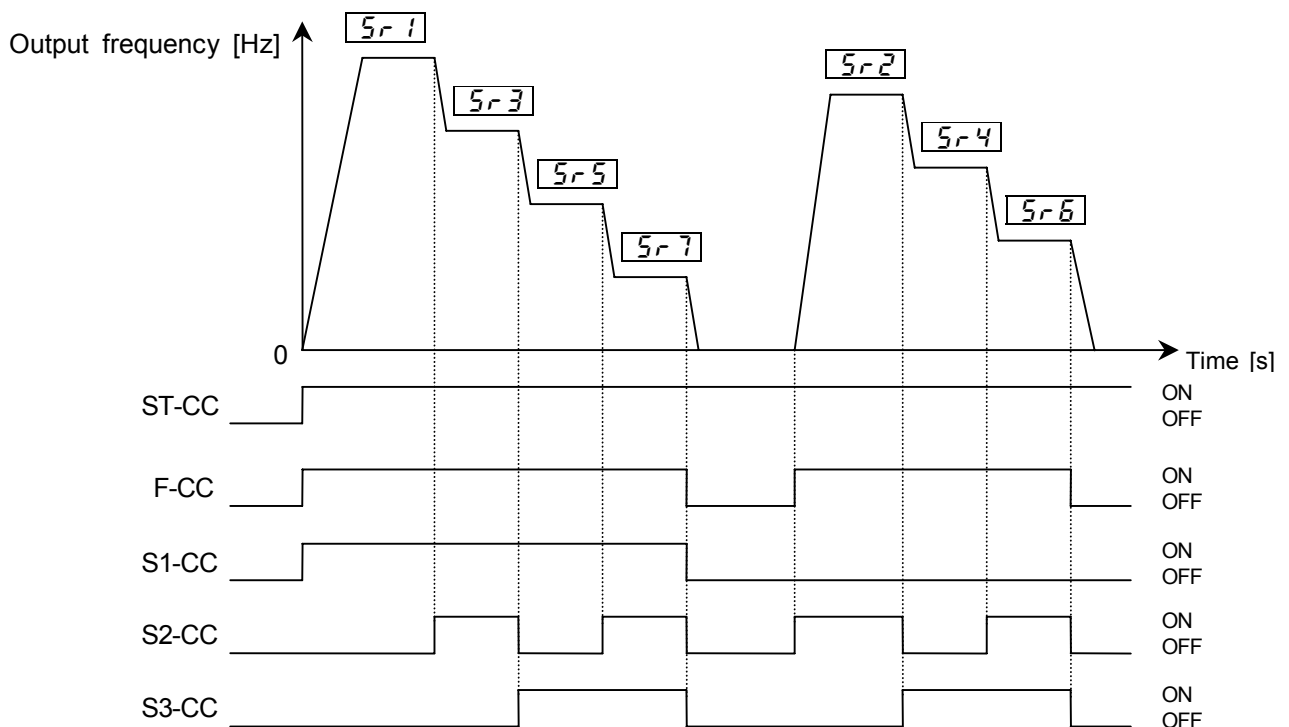 Sr1
Output frequency [Hz]
Sr2
Sr3
Sr4
Sr5
Sr6
Sr7
0
Time [s]
ST-CC
ON
OFF
F-CC
ON
OFF
S1-CC
ON
OFF
S2-CC
ON
OFF
S3-CC
ON
OFF